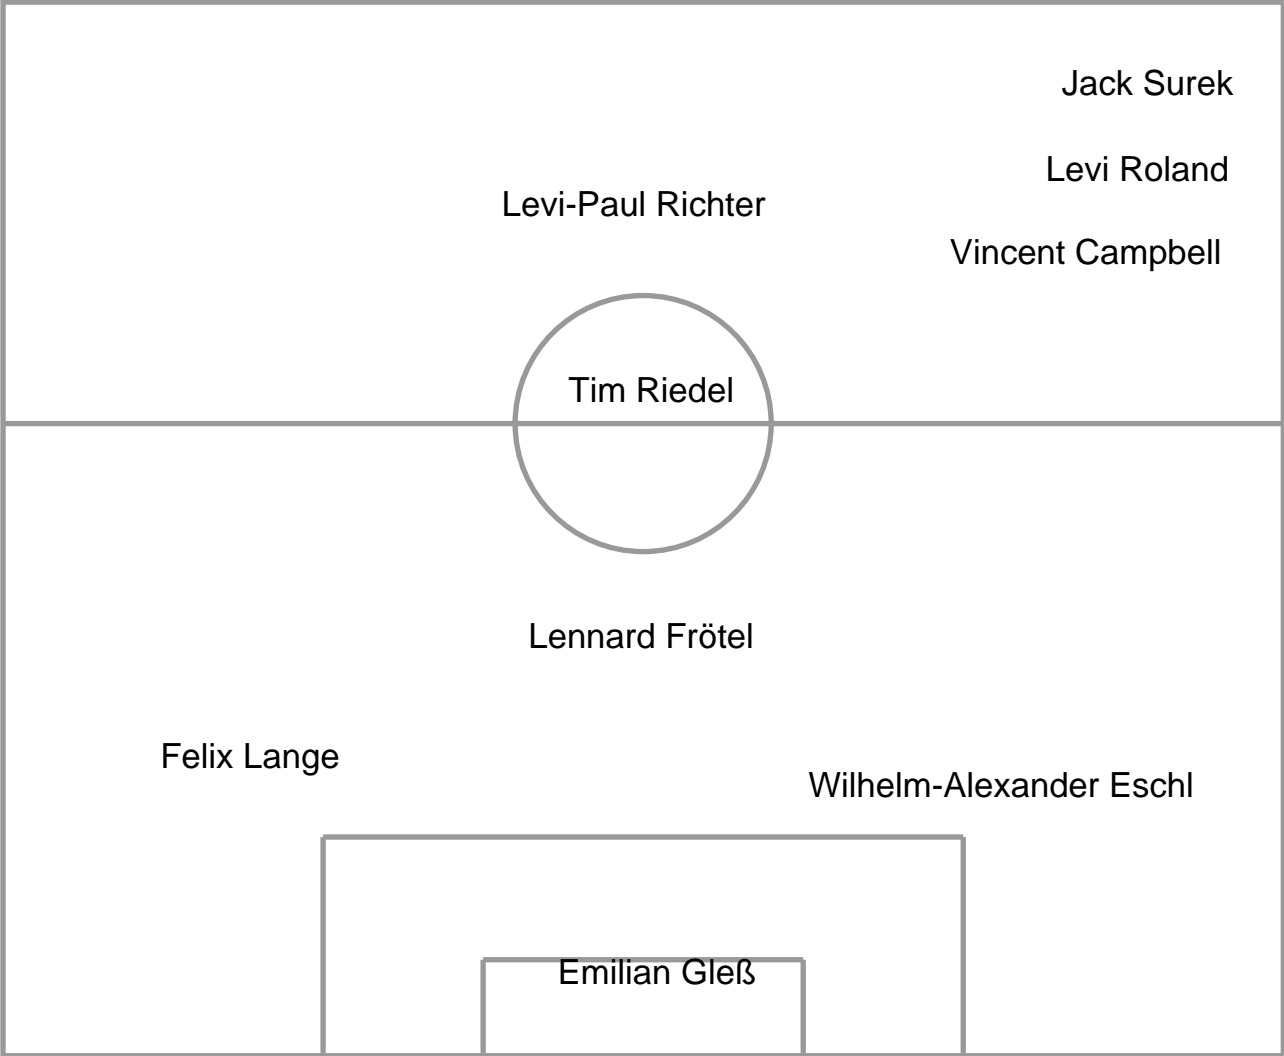 Jack Surek
Levi Roland
Levi-Paul Richter
Vincent Campbell
Tim Riedel
Lennard Frötel
Felix Lange
Wilhelm-Alexander Eschl
Emilian Gleß